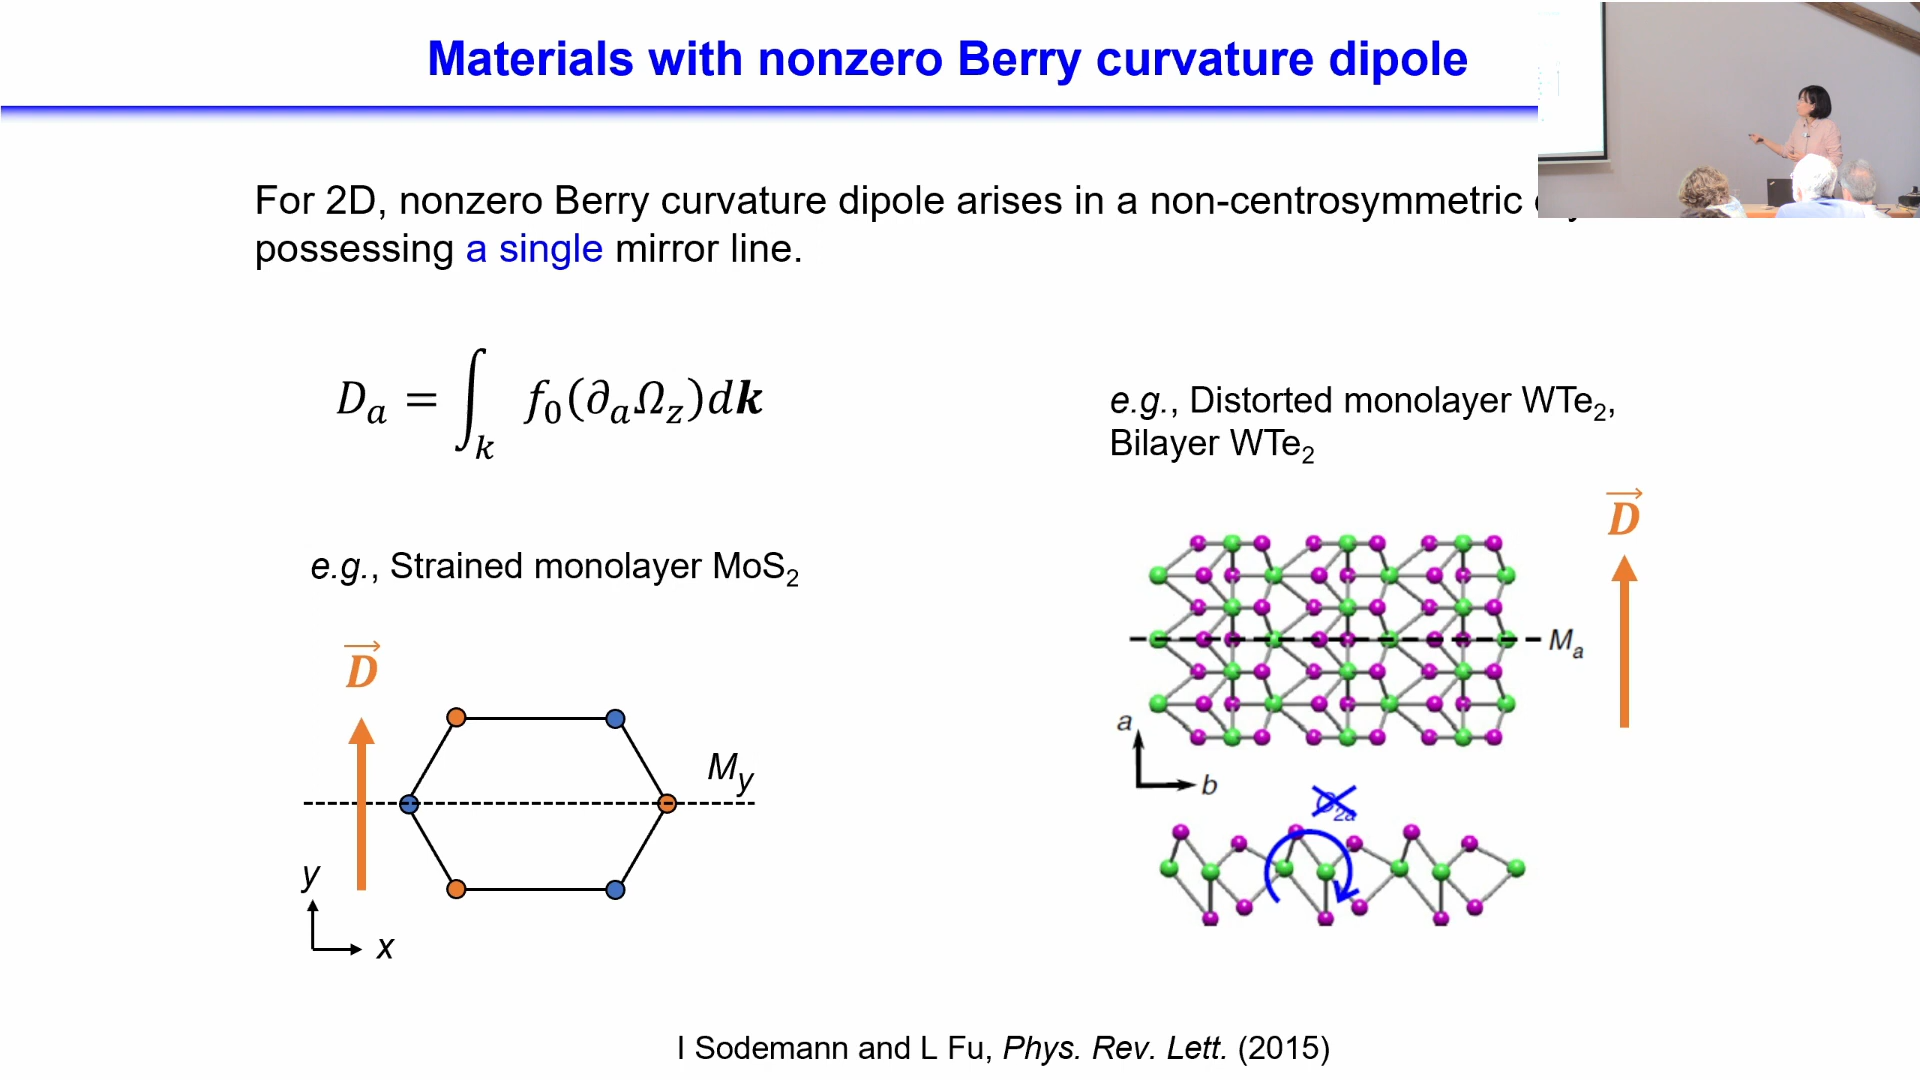 Materials with nonzero Berry curvature dipole
For 2D, nonzero Berry curvature dipole arises in a non-centrosymmetric
possessing a single mirror line.
D_a = ∫_k f_0(∂_aΩ_z)d𝒌
e.g., Distorted monolayer WTe₂,
Bilayer WTe₂
e.g., Strained monolayer MoS₂
D⃗
M_y
y
x
D⃗
M_a
a
b
C_2a
I Sodemann and L Fu, Phys. Rev. Lett. (2015)